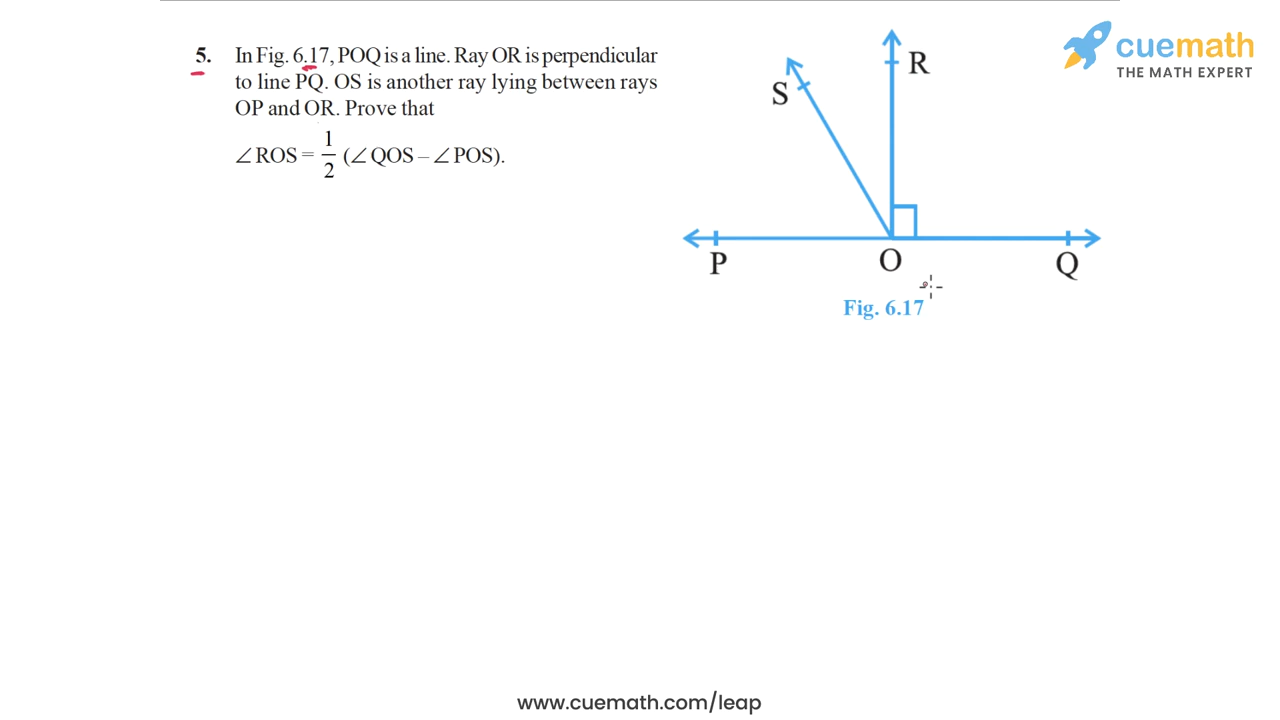 5. In Fig. 6.17, POQ is a line. Ray OR is perpendicular
to line PQ. OS is another ray lying between rays
OP and OR. Prove that
∠ROS = 1/2 (∠QOS – ∠POS).
R
S
P
O
Q
Fig. 6.17
cuemath
THE MATH EXPERT
www.cuemath.com/leap